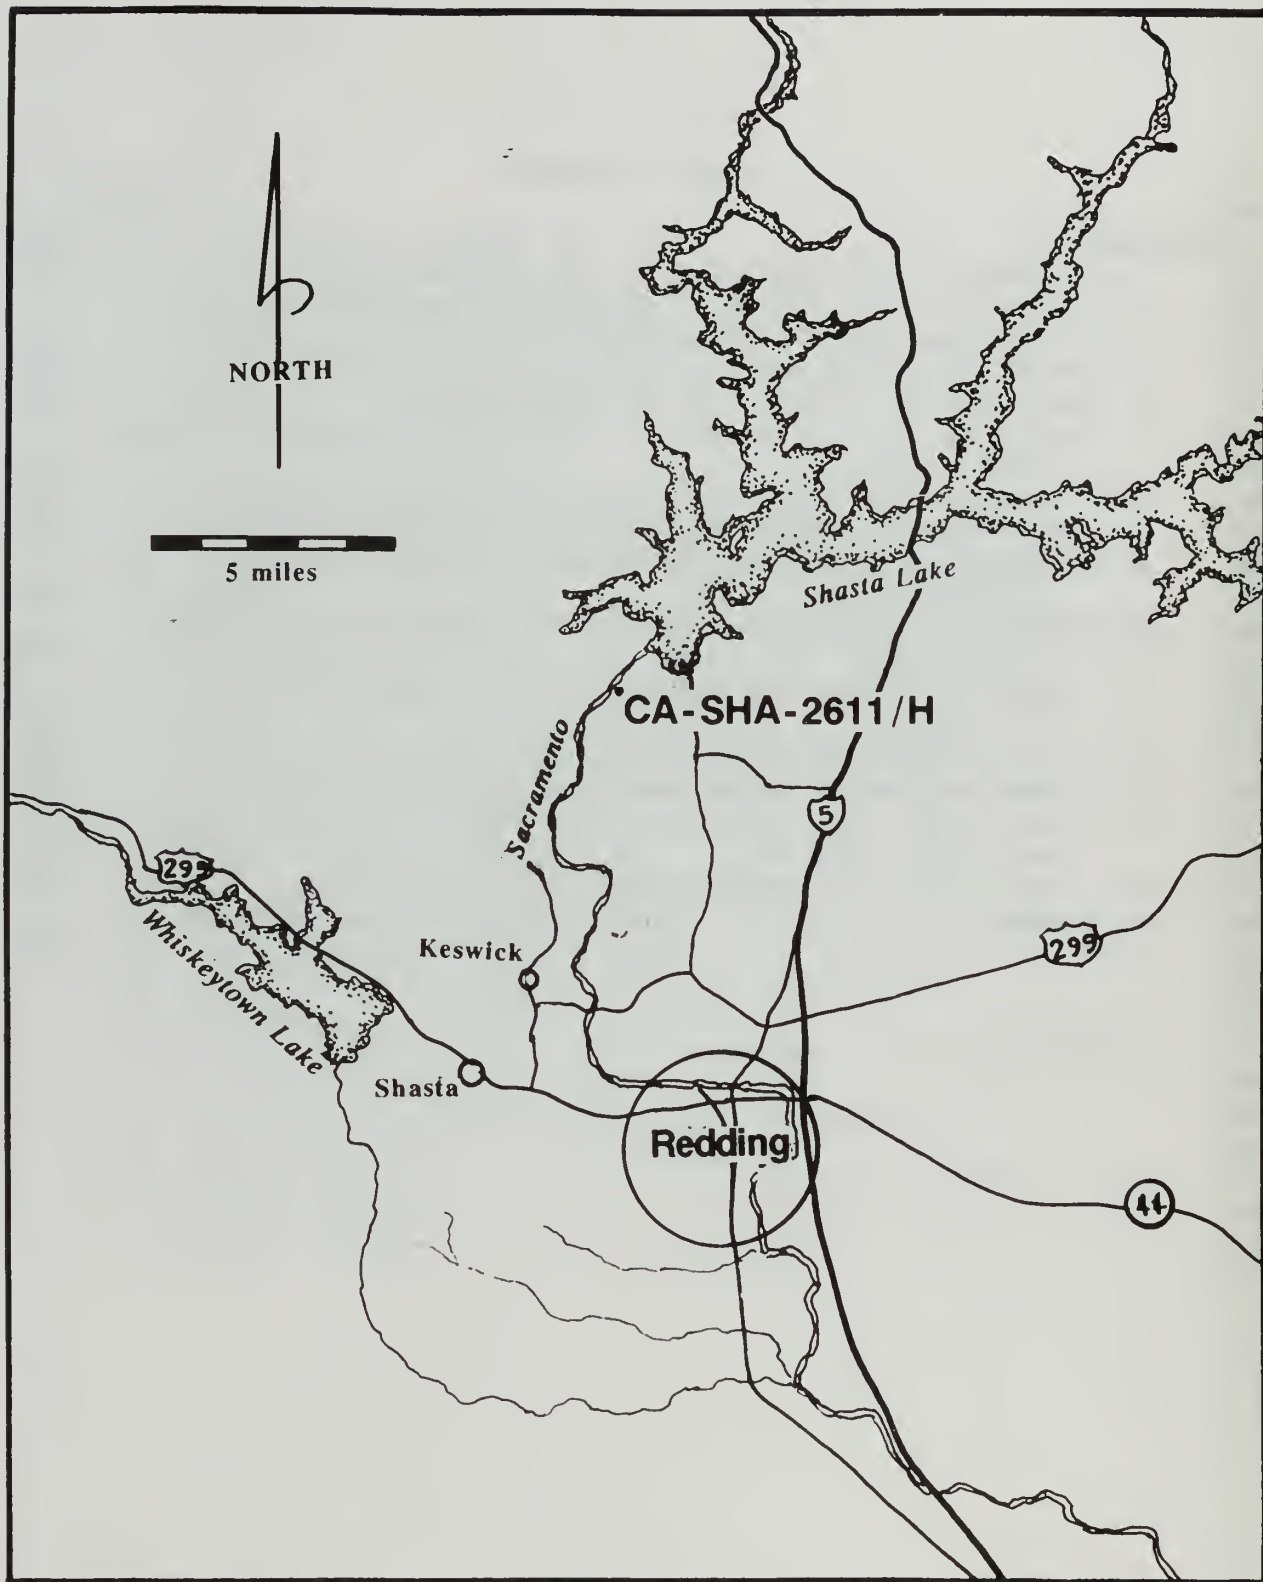 NORTH
5 miles
Shasta Lake
CA-SHA-2611/H
Sacramento
5
299
Whiskeytown Lake
Keswick
299
Shasta
Redding
44